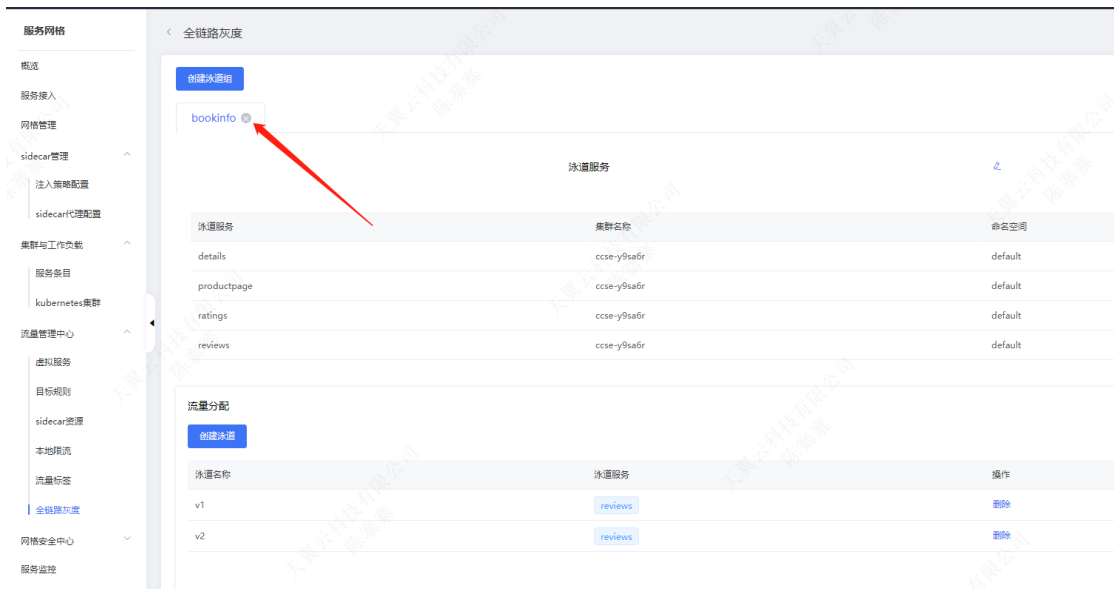 服务网格
概览
服务接入
网格管理
sidecar管理
注入策略配置
sidecar代理配置
集群与工作负载
服务条目
kubernetes集群
流量管理中心
虚拟服务
目标规则
sidecar资源
本地限流
流量标签
全链路灰度
网格安全中心
服务监控
全链路灰度
创建泳道组
bookinfo
泳道服务
泳道服务 集群名称 命名空间
details ccse-y9sa6r default
productpage ccse-y9sa6r default
ratings ccse-y9sa6r default
reviews ccse-y9sa6r default
流量分配
创建泳道
泳道名称 泳道服务 操作
v1 reviews 删除
v2 reviews 删除
天翼云科技有限公司